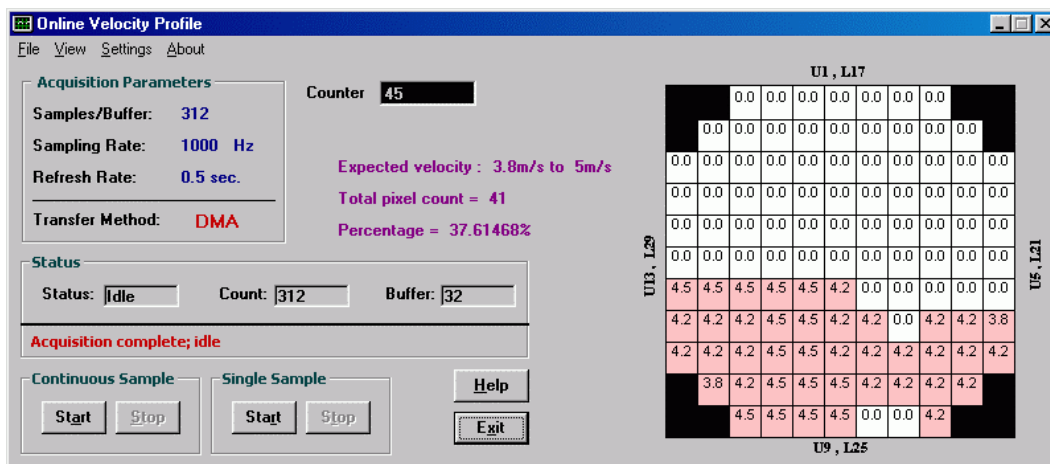 Online Velocity Profile
File View Settings About
Acquisition Parameters
Samples/Buffer: 312
Sampling Rate: 1000 Hz
Refresh Rate: 0.5 sec.
Transfer Method: DMA
Counter 45
Expected velocity : 3.8m/s to 5m/s
Total pixel count = 41
Percentage = 37.61468%
Status
Status: Idle Count: 312 Buffer: 32
Acquisition complete; idle
Continuous Sample
Start Stop
Single Sample
Start Stop
Help
Exit
U1 , L17
U13 , L29
0.0 0.0 0.0 0.0 0.0 0.0 0.0
0.0 0.0 0.0 0.0 0.0 0.0 0.0 0.0 0.0
0.0 0.0 0.0 0.0 0.0 0.0 0.0 0.0 0.0 0.0 0.0
0.0 0.0 0.0 0.0 0.0 0.0 0.0 0.0 0.0 0.0 0.0
0.0 0.0 0.0 0.0 0.0 0.0 0.0 0.0 0.0 0.0 0.0
0.0 0.0 0.0 0.0 0.0 0.0 0.0 0.0 0.0 0.0 0.0
4.5 4.5 4.5 4.5 4.5 4.2 0.0 0.0 0.0 0.0 0.0
4.2 4.2 4.2 4.5 4.5 4.2 4.2 0.0 4.2 4.2 3.8
4.2 4.2 4.2 4.5 4.5 4.2 4.2 4.2 4.2 4.2 4.2
3.8 4.2 4.5 4.5 4.5 4.2 4.2 4.2 4.2
4.5 4.5 4.5 4.5 0.0 0.0 4.2
U5 , L21
U9 , L25